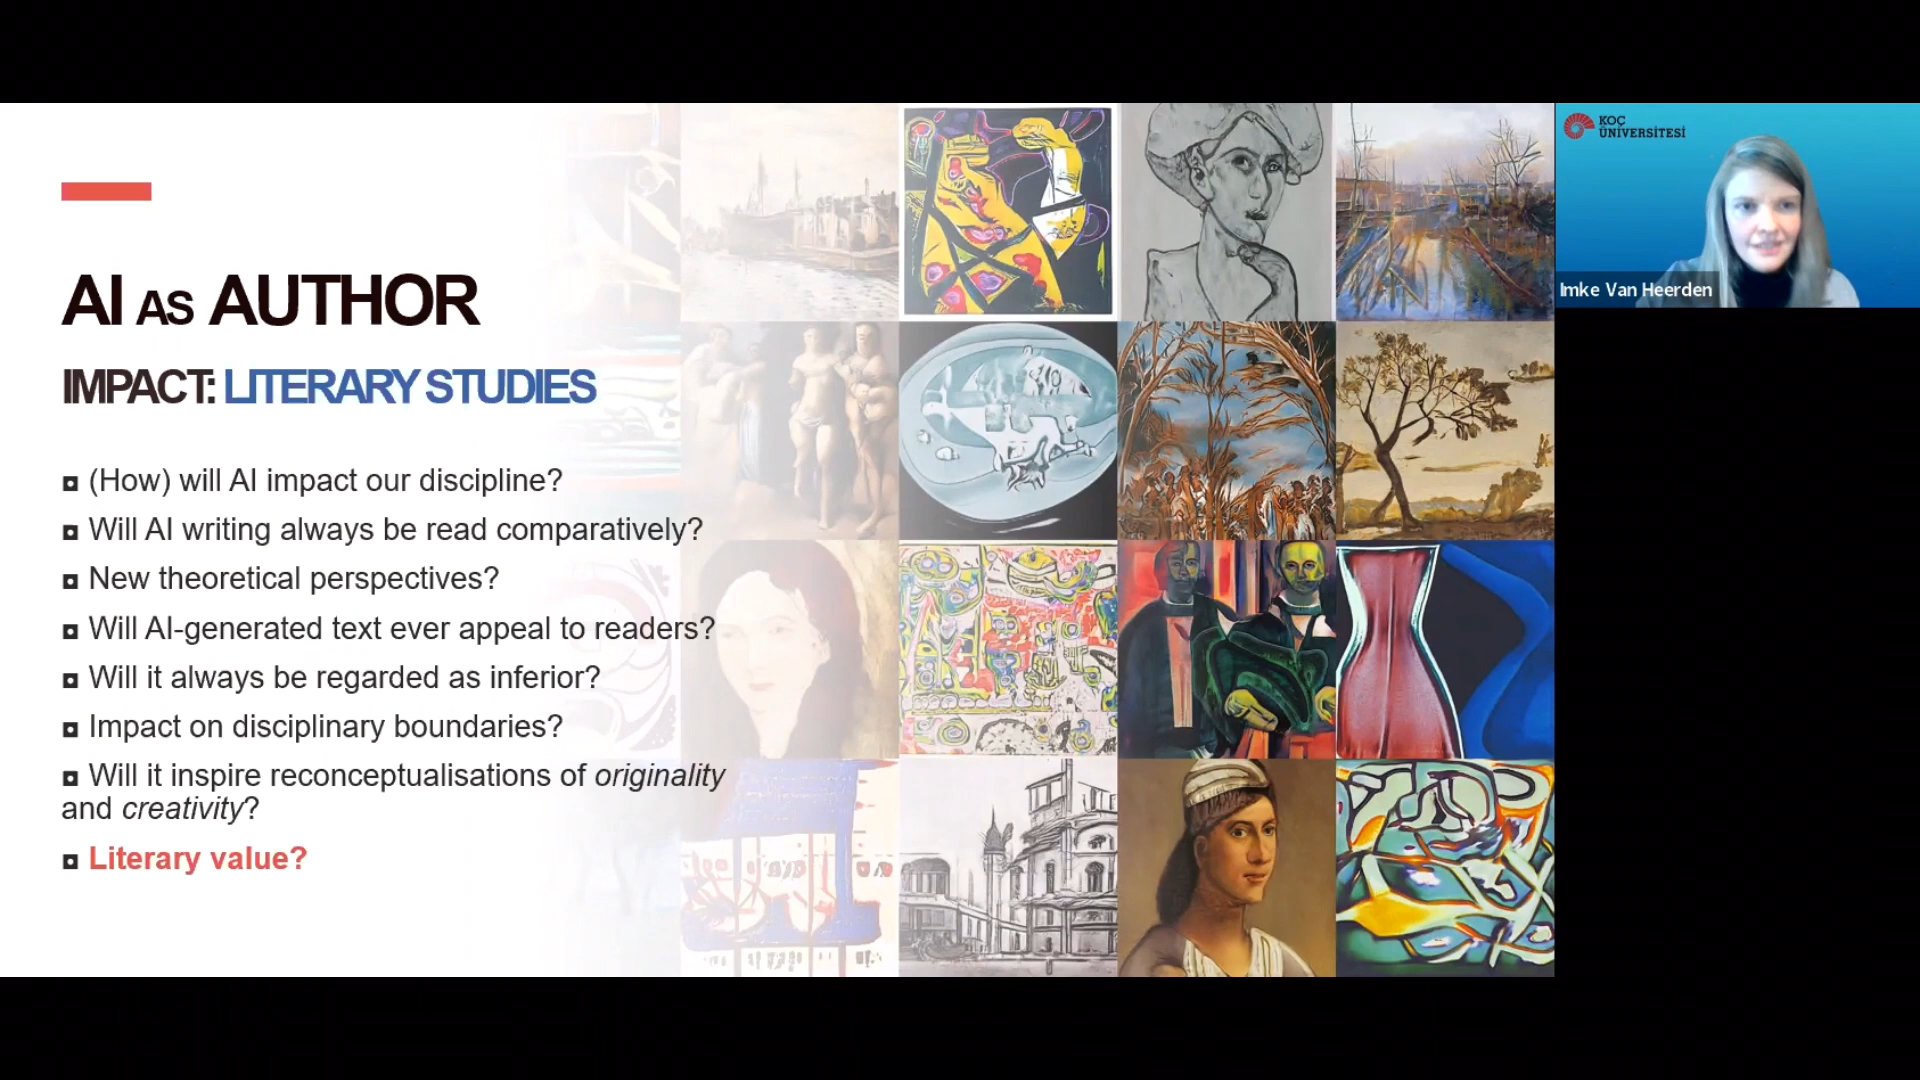 AI AS AUTHOR
IMPACT: LITERARY STUDIES
(How) will AI impact our discipline?
Will AI writing always be read comparatively?
New theoretical perspectives?
Will AI-generated text ever appeal to readers?
Will it always be regarded as inferior?
Impact on disciplinary boundaries?
Will it inspire reconceptualisations of originality
and creativity?
Literary value?
KOÇ
ÜNİVERSİTESİ
Imke Van Heerden